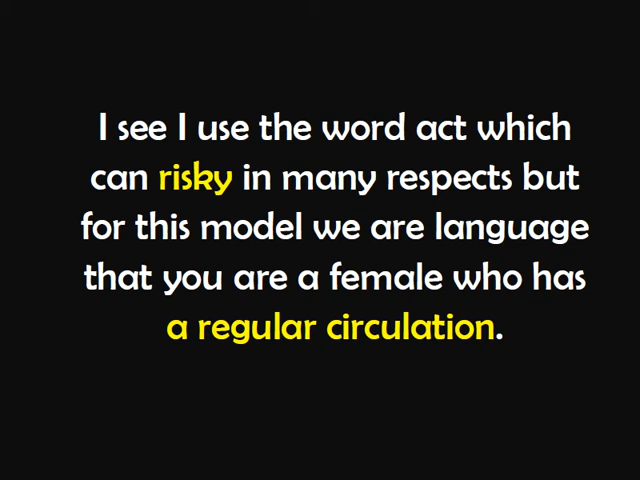 I see I use the word act which
can risky in many respects but
for this model we are language
that you are a female who has
a regular circulation.